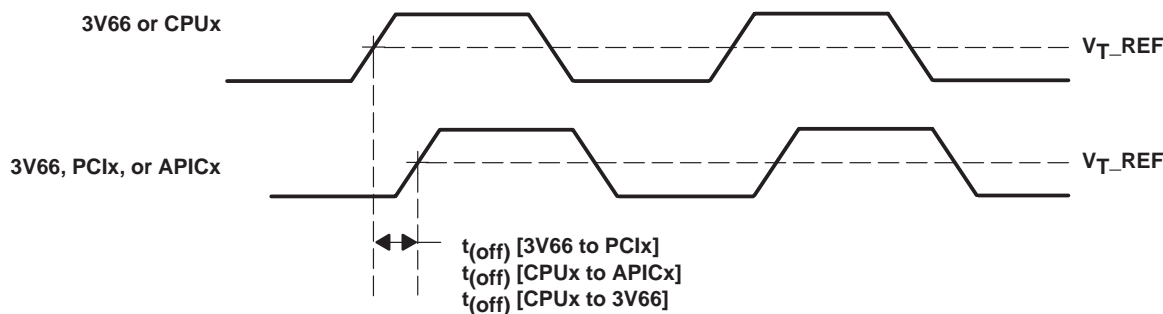 3V66 or CPUx
VT_REF
3V66, PCIx, or APICx
VT_REF
t(off) [3V66 to PCIx]
t(off) [CPUx to APICx]
t(off) [CPUx to 3V66]